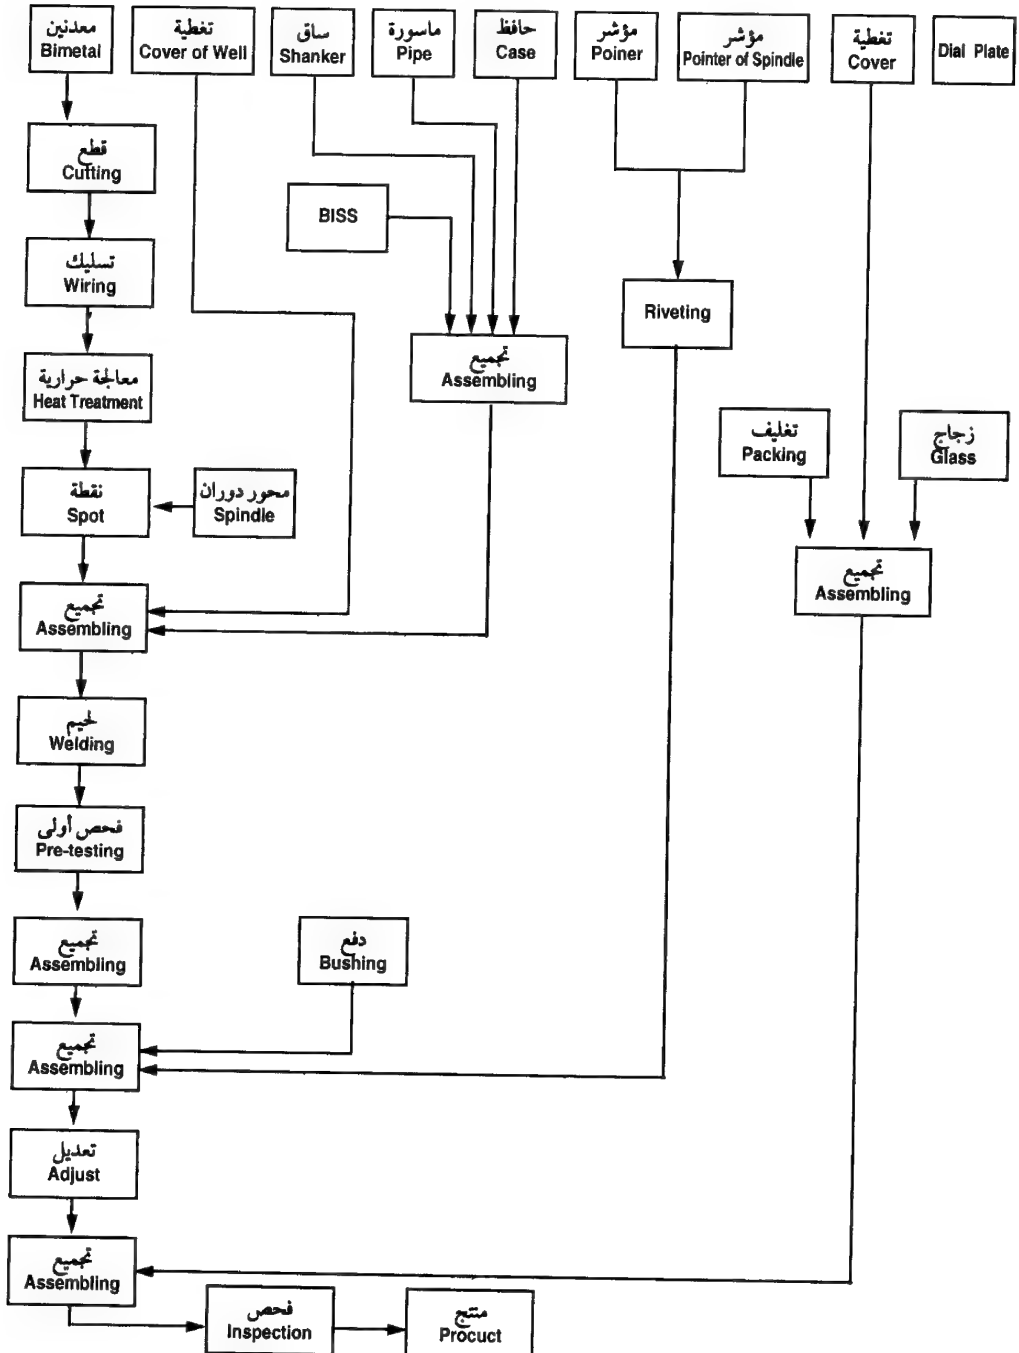 معدنين
Bimetal
تغطية
Cover of Well
ساق
Shanker
ماسورة
Pipe
حافظ
Case
مؤشر
Poiner
مؤشر
Pointer of Spindle
تغطية
Cover
Dial Plate
قطع
Cutting
BISS
تسليك
Wiring
Riveting
تجميع
Assembling
معالجة حرارية
Heat Treatment
تغليف
Packing
زجاج
Glass
نقطة
Spot
محور دوران
Spindle
تجميع
Assembling
تجميع
Assembling
لحيم
Welding
فحص أولى
Pre-testing
تجميع
Assembling
دفع
Bushing
تجميع
Assembling
تعديل
Adjust
تجميع
Assembling
فحص
Inspection
منتج
Procuct